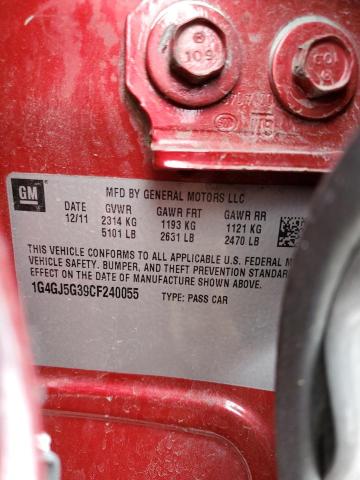 GM
MFD BY GENERAL MOTORS LLC
DATE GVWR GAWR FRT GAWR RR
12/11 2314 KG 1193 KG 1121 KG
5101 LB 2631 LB 2470 LB
THIS VEHICLE CONFORMS TO ALL APPLICABLE U.S. FEDERAL M
VEHICLE SAFETY. BUMPER, AND THEFT PREVENTION STANDARD
EFFECT ON THE DATE OF MANUFACTURE SHOWN ABOVE.
1G4GJ5G39CF240055 TYPE: PASS CAR